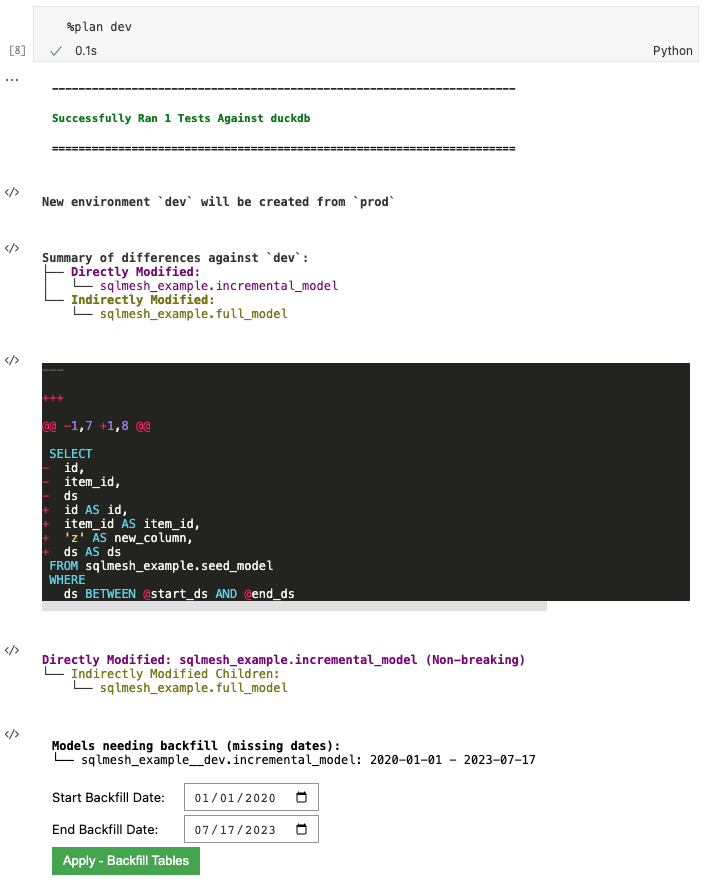 %plan dev
[8]
0.1s
Python
...
----------------------------------------------------------------------
Successfully Ran 1 Tests Against duckdb
======================================================================
</>
New environment `dev` will be created from `prod`
</>
Summary of differences against `dev`:
├── Directly Modified:
│   └── sqlmesh_example.incremental_model
└── Indirectly Modified:
    └── sqlmesh_example.full_model
</>
---
+++
@@ -1,7 +1,8 @@
 SELECT
-  id,
-  item_id,
-  ds
+  id AS id,
+  item_id AS item_id,
+  'z' AS new_column,
+  ds AS ds
 FROM sqlmesh_example.seed_model
 WHERE
   ds BETWEEN @start_ds AND @end_ds
</>
Directly Modified: sqlmesh_example.incremental_model (Non-breaking)
└── Indirectly Modified Children:
    └── sqlmesh_example.full_model
</>
Models needing backfill (missing dates):
└── sqlmesh_example__dev.incremental_model: 2020-01-01 - 2023-07-17
Start Backfill Date: 01/01/2020
End Backfill Date: 07/17/2023
Apply - Backfill Tables